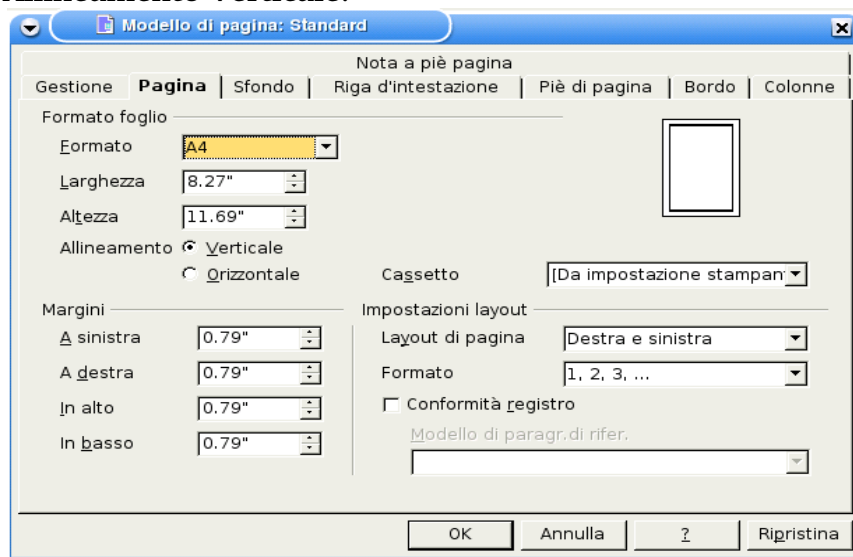 Allineamento Verticale.
Modello di pagina: Standard
Nota a piè pagina
Gestione Pagina Sfondo Riga d'intestazione Piè di pagina Bordo Colonne
Formato foglio
Formato A4
Larghezza 8.27"
Altezza 11.69"
Allineamento Verticale
Orizzontale Cassetto [Da impostazione stampan
Margini Impostazioni layout
A sinistra 0.79" Layout di pagina Destra e sinistra
A destra 0.79" Formato 1, 2, 3, ...
In alto 0.79" Conformità registro
In basso 0.79" Modello di paragr.di rifer.
OK Annulla ? Ripristina